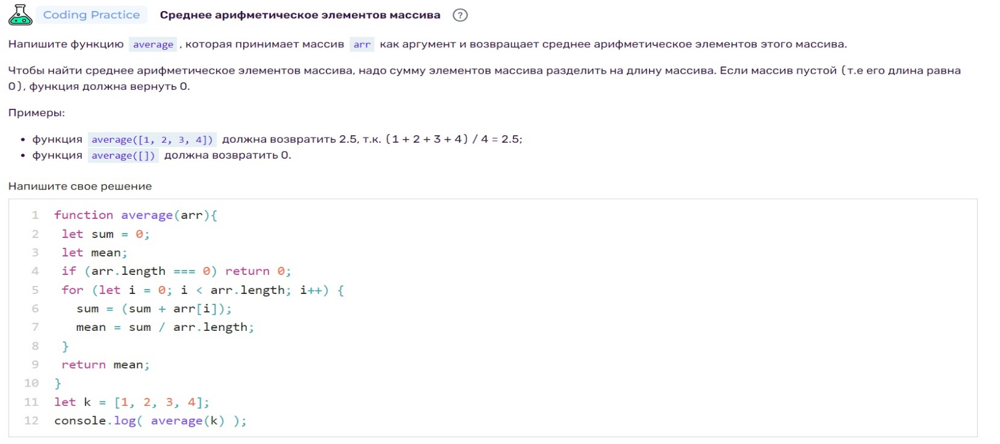 Coding Practice Среднее арифметическое элементов массива ?
Напишите функцию average , которая принимает массив arr как аргумент и возвращает среднее арифметическое элементов этого массива.
Чтобы найти среднее арифметическое элементов массива, надо сумму элементов массива разделить на длину массива. Если массив пустой (т.е его длина равна
0), функция должна вернуть 0.
Примеры:
• функция average([1, 2, 3, 4]) должна возвратить 2.5, т.к. (1 + 2 + 3 + 4) / 4 = 2.5;
• функция average([]) должна возвратить 0.
Напишите свое решение
1 function average(arr){
2 let sum = 0;
3 let mean;
4 if (arr.length === 0) return 0;
5 for (let i = 0; i < arr.length; i++) {
6 sum = (sum + arr[i]);
7 mean = sum / arr.length;
8 }
9 return mean;
10 }
11 let k = [1, 2, 3, 4];
12 console.log( average(k) );